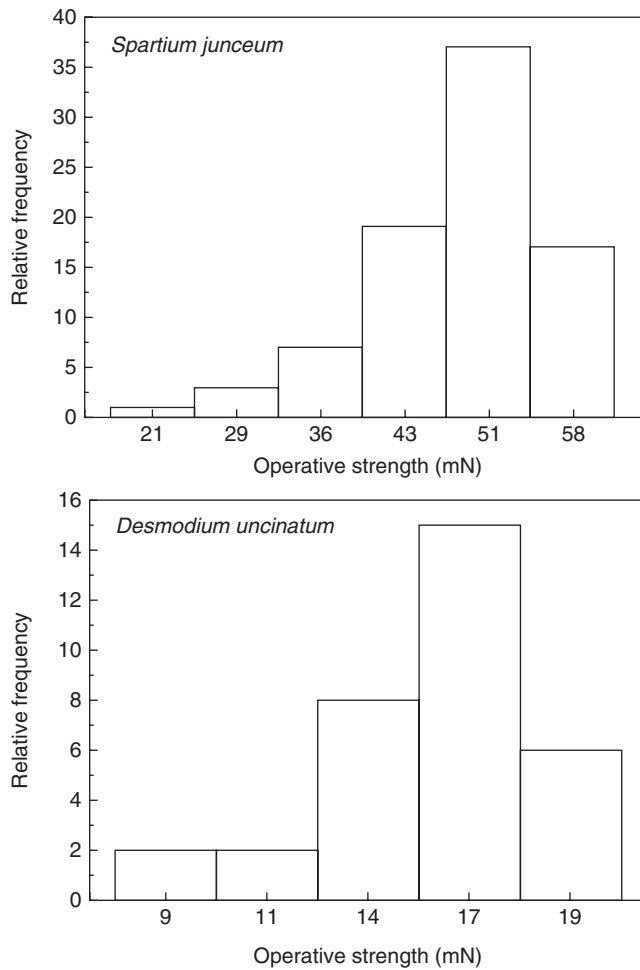 40
35
30
25
20
15
10
5
0
Relative frequency
Spartium junceum
21 29 36 43 51 58
Operative strength (mN)
16
14
12
10
8
6
4
2
0
Relative frequency
Desmodium uncinatum
9 11 14 17 19
Operative strength (mN)